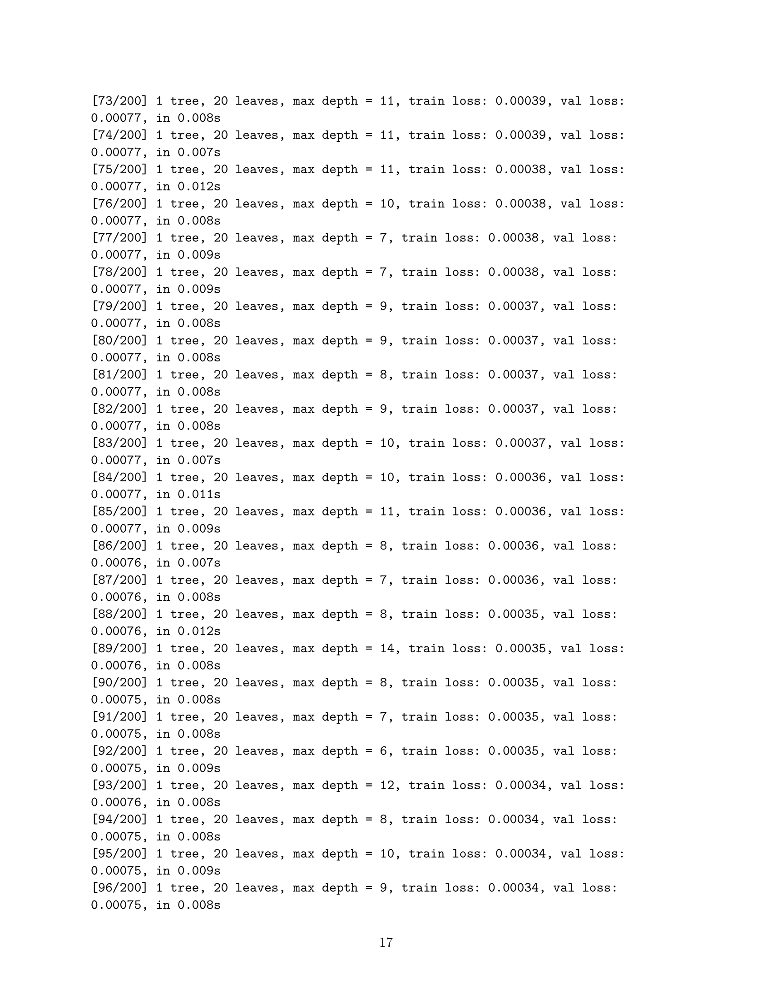 [73/200] 1 tree, 20 leaves, max depth = 11, train loss: 0.00039, val loss:
0.00077, in 0.008s
[74/200] 1 tree, 20 leaves, max depth = 11, train loss: 0.00039, val loss:
0.00077, in 0.007s
[75/200] 1 tree, 20 leaves, max depth = 11, train loss: 0.00038, val loss:
0.00077, in 0.012s
[76/200] 1 tree, 20 leaves, max depth = 10, train loss: 0.00038, val loss:
0.00077, in 0.008s
[77/200] 1 tree, 20 leaves, max depth = 7, train loss: 0.00038, val loss:
0.00077, in 0.009s
[78/200] 1 tree, 20 leaves, max depth = 7, train loss: 0.00038, val loss:
0.00077, in 0.009s
[79/200] 1 tree, 20 leaves, max depth = 9, train loss: 0.00037, val loss:
0.00077, in 0.008s
[80/200] 1 tree, 20 leaves, max depth = 9, train loss: 0.00037, val loss:
0.00077, in 0.008s
[81/200] 1 tree, 20 leaves, max depth = 8, train loss: 0.00037, val loss:
0.00077, in 0.008s
[82/200] 1 tree, 20 leaves, max depth = 9, train loss: 0.00037, val loss:
0.00077, in 0.008s
[83/200] 1 tree, 20 leaves, max depth = 10, train loss: 0.00037, val loss:
0.00077, in 0.007s
[84/200] 1 tree, 20 leaves, max depth = 10, train loss: 0.00036, val loss:
0.00077, in 0.011s
[85/200] 1 tree, 20 leaves, max depth = 11, train loss: 0.00036, val loss:
0.00077, in 0.009s
[86/200] 1 tree, 20 leaves, max depth = 8, train loss: 0.00036, val loss:
0.00076, in 0.007s
[87/200] 1 tree, 20 leaves, max depth = 7, train loss: 0.00036, val loss:
0.00076, in 0.008s
[88/200] 1 tree, 20 leaves, max depth = 8, train loss: 0.00035, val loss:
0.00076, in 0.012s
[89/200] 1 tree, 20 leaves, max depth = 14, train loss: 0.00035, val loss:
0.00076, in 0.008s
[90/200] 1 tree, 20 leaves, max depth = 8, train loss: 0.00035, val loss:
0.00075, in 0.008s
[91/200] 1 tree, 20 leaves, max depth = 7, train loss: 0.00035, val loss:
0.00075, in 0.008s
[92/200] 1 tree, 20 leaves, max depth = 6, train loss: 0.00035, val loss:
0.00075, in 0.009s
[93/200] 1 tree, 20 leaves, max depth = 12, train loss: 0.00034, val loss:
0.00076, in 0.008s
[94/200] 1 tree, 20 leaves, max depth = 8, train loss: 0.00034, val loss:
0.00075, in 0.008s
[95/200] 1 tree, 20 leaves, max depth = 10, train loss: 0.00034, val loss:
0.00075, in 0.009s
[96/200] 1 tree, 20 leaves, max depth = 9, train loss: 0.00034, val loss:
0.00075, in 0.008s
17